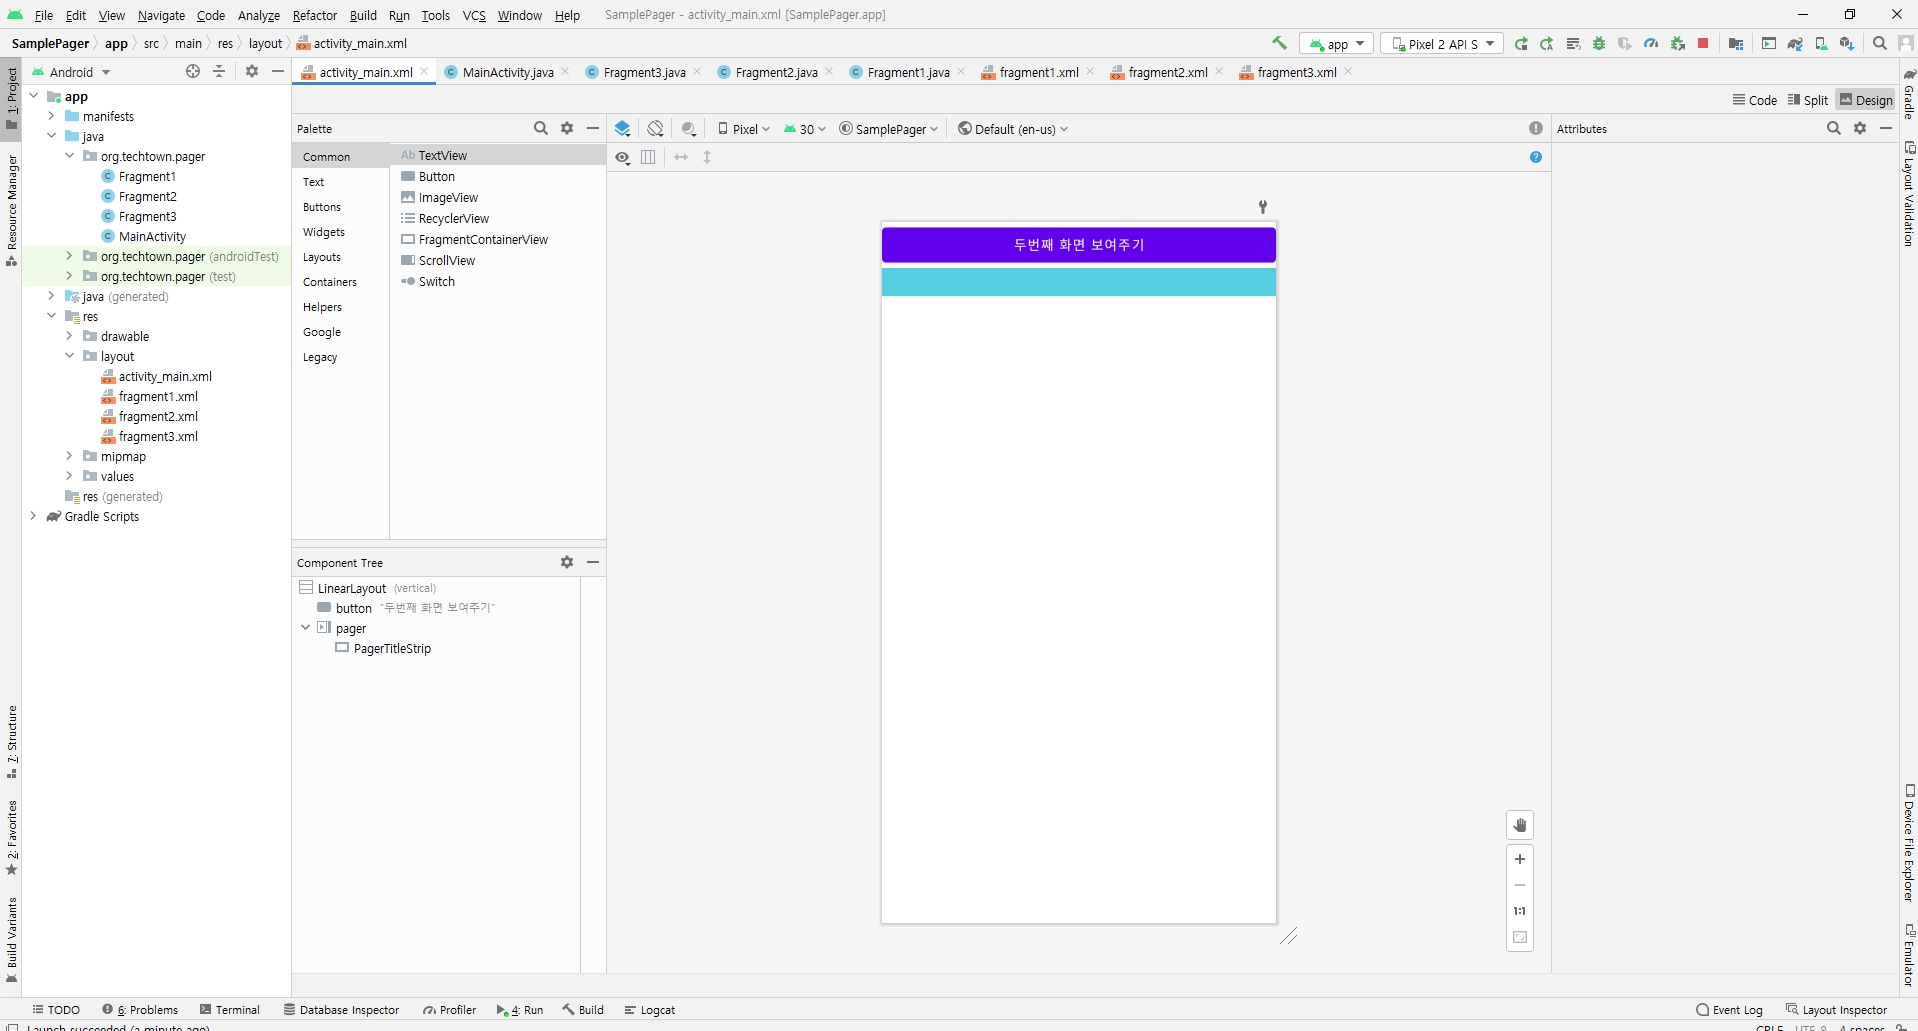 File Edit View Navigate Code Analyze Refactor Build Run Tools VCS Window Help SamplePager - activity_main.xml [SamplePager.app]
SamplePager app src main res layout activity_main.xml app Pixel 2 API S
1: Project
Android
activity_main.xml MainActivity.java Fragment3.java Fragment2.java Fragment1.java fragment1.xml fragment2.xml fragment3.xml
Code Split Design
app
manifests
java
org.techtown.pager
Fragment1
Fragment2
Fragment3
MainActivity
org.techtown.pager (androidTest)
org.techtown.pager (test)
java (generated)
res
drawable
layout
activity_main.xml
fragment1.xml
fragment2.xml
fragment3.xml
mipmap
values
res (generated)
Gradle Scripts
Resource Manager
7: Structure
2: Favorites
Build Variants
Palette
Common
Text
Buttons
Widgets
Layouts
Containers
Helpers
Google
Legacy
Ab TextView
Button
ImageView
RecyclerView
FragmentContainerView
ScrollView
Switch
Component Tree
LinearLayout (vertical)
button "두번째 화면 보여주기"
pager
PagerTitleStrip
Pixel 30 SamplePager Default (en-us)
두번째 화면 보여주기
1:1
Attributes
Gradle
Layout Validation
Device File Explorer
Emulator
TODO 6: Problems Terminal Database Inspector Profiler 4: Run Build Logcat Event Log Layout Inspector
Launch succeeded (a minute ago) CRLF UTF-8 4 spaces